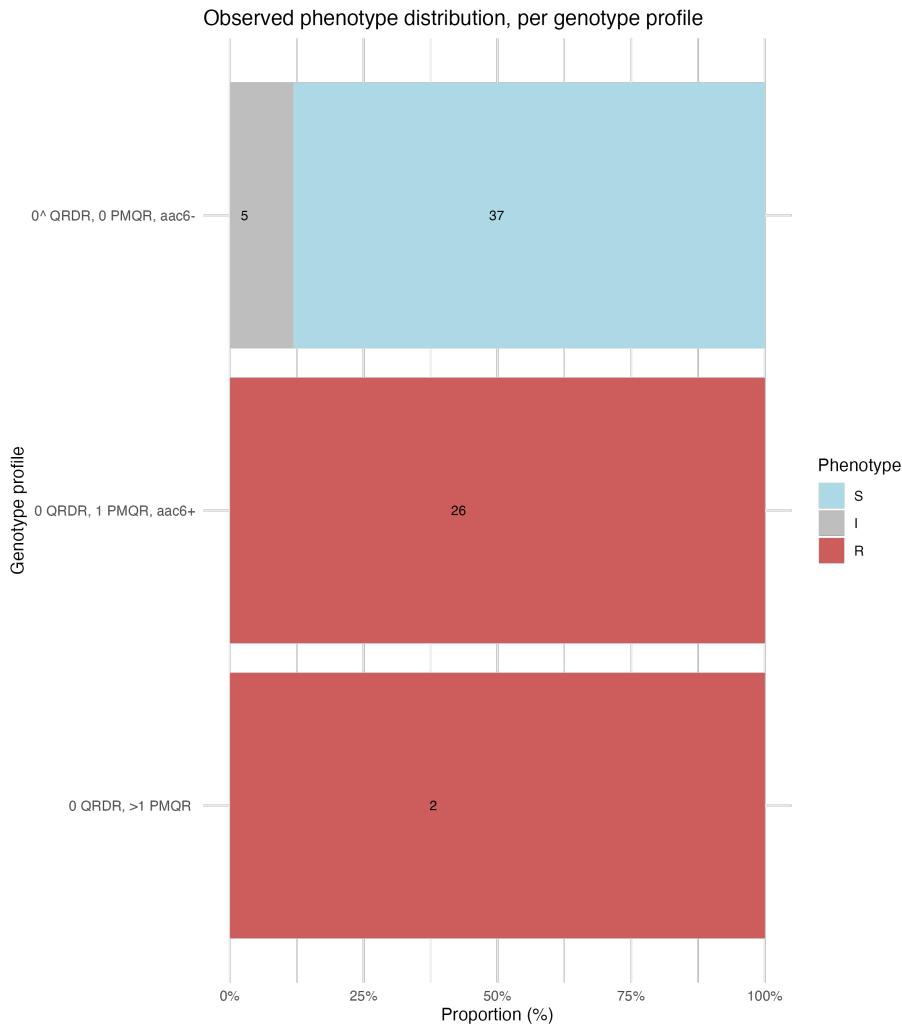 Observed phenotype distribution, per genotype profile
Genotype profile
0^ QRDR, 0 PMQR, aac6-
5
37
0 QRDR, 1 PMQR, aac6+
26
0 QRDR, >1 PMQR
2
0%
25%
50%
75%
100%
Proportion (%)
Phenotype
S
I
R